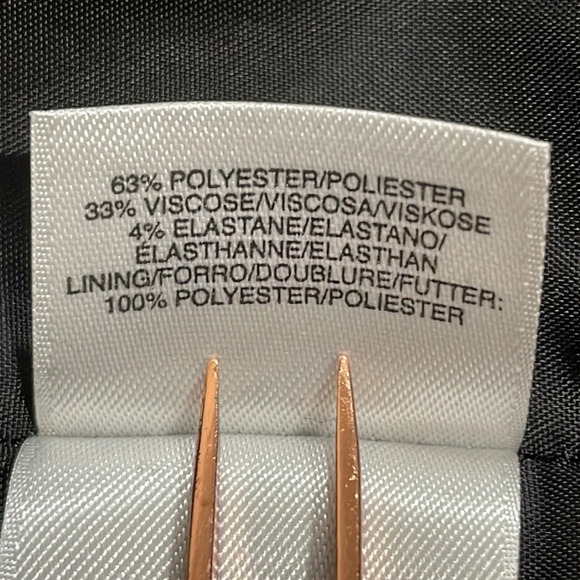 63% POLYESTER/POLIESTER
33% VISCOSE/VISCOSA/VISKOSE
4% ELASTANE/ELASTANO/
ÉLASTHANNE/ELASTHAN
LINING/FORRO/DOUBLURE/FUTTER:
100% POLYESTER/POLIESTER